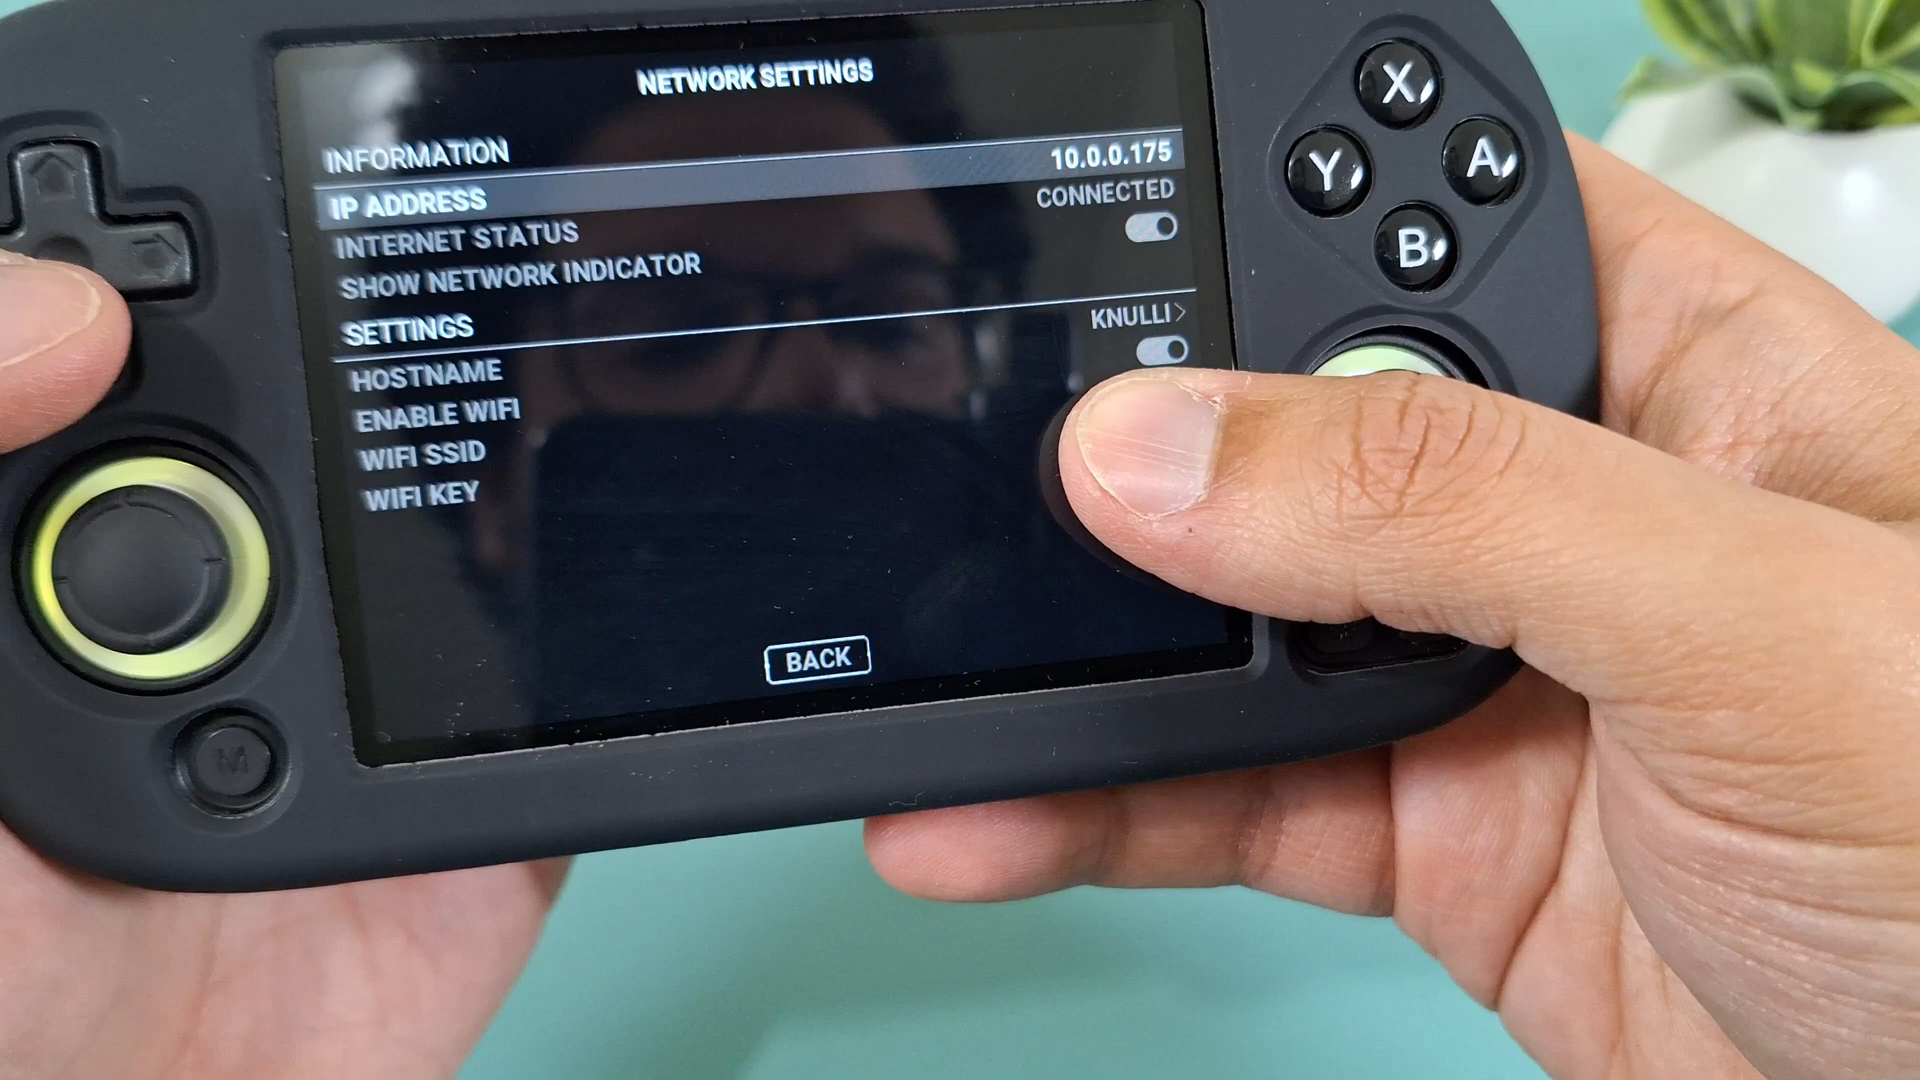 NETWORK SETTINGS
INFORMATION
IP ADDRESS 10.0.0.175
INTERNET STATUS CONNECTED
SHOW NETWORK INDICATOR
SETTINGS
HOSTNAME KNULLI>
ENABLE WIFI
WIFI SSID
WIFI KEY
BACK
X
Y
A
B
M